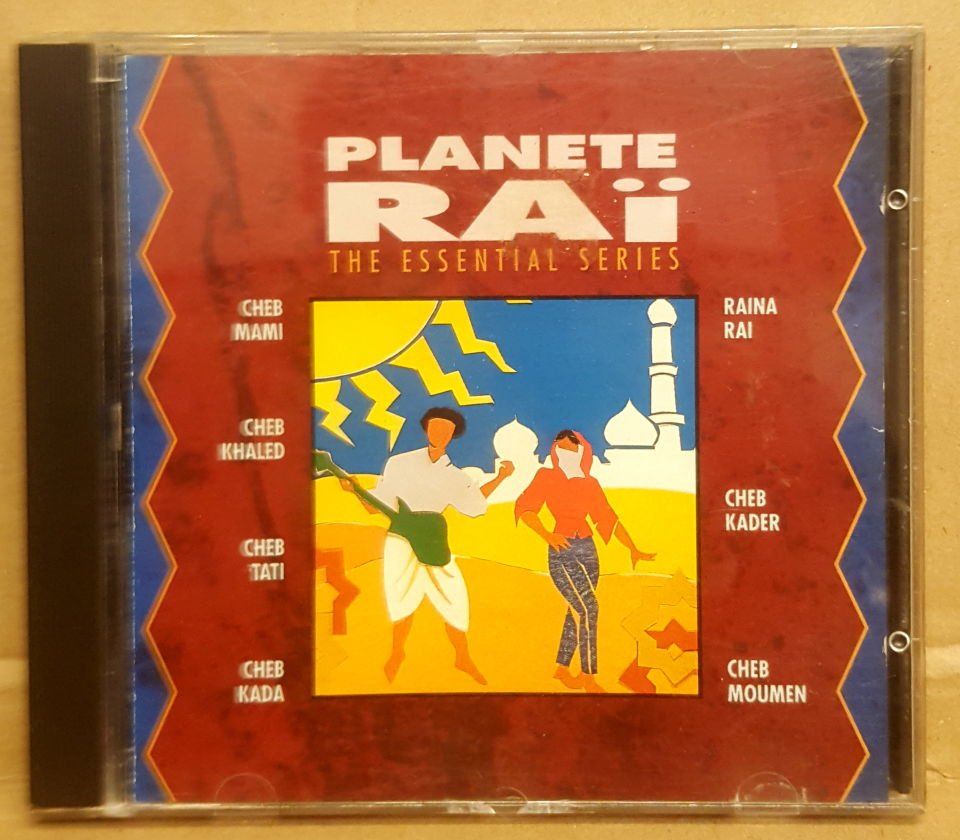 PLANETE
RAï
THE ESSENTIAL SERIES
CHEB
MAMI
CHEB
KHALED
CHEB
TATI
CHEB
KADA
RAINA
RAI
CHEB
KADER
CHEB
MOUMEN